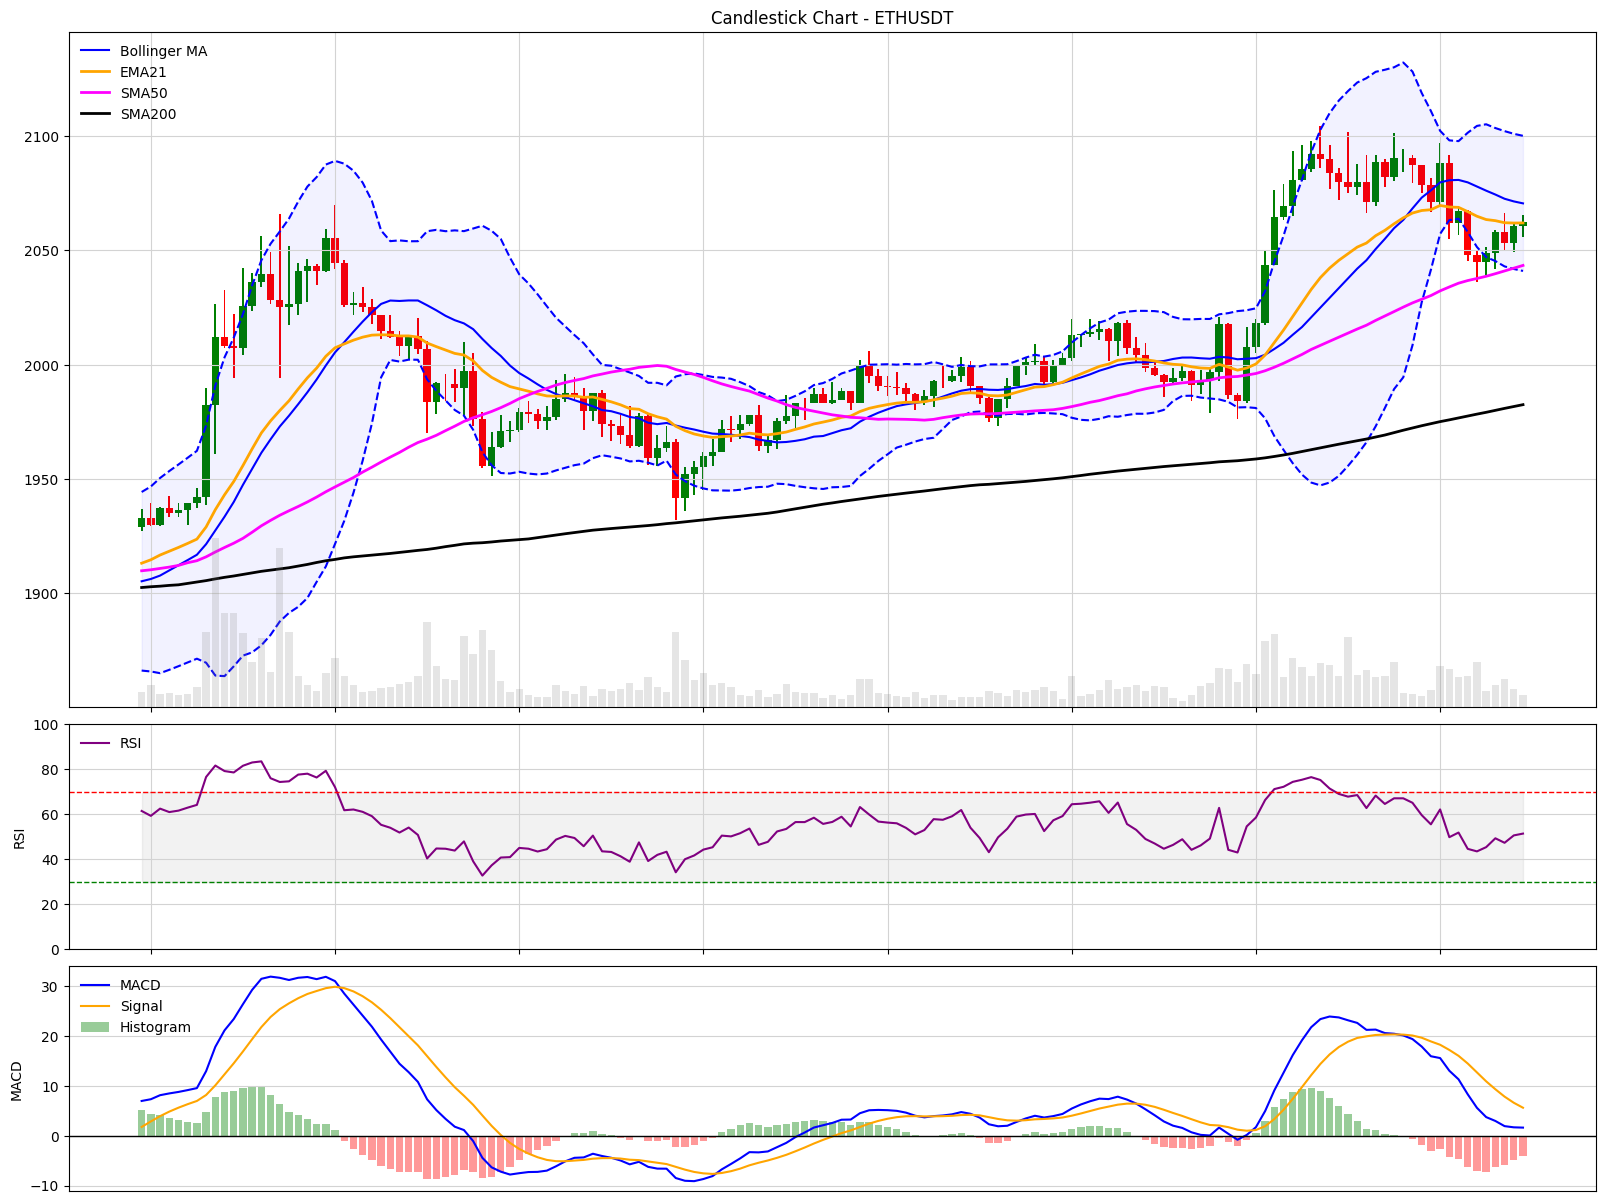 Candlestick Chart - ETHUSDT
Bollinger MA
EMA21
SMA50
SMA200
2100
2050
2000
1950
1900
100
80
60
40
20
0
RSI
RSI
30
20
10
0
−10
MACD
MACD
Signal
Histogram